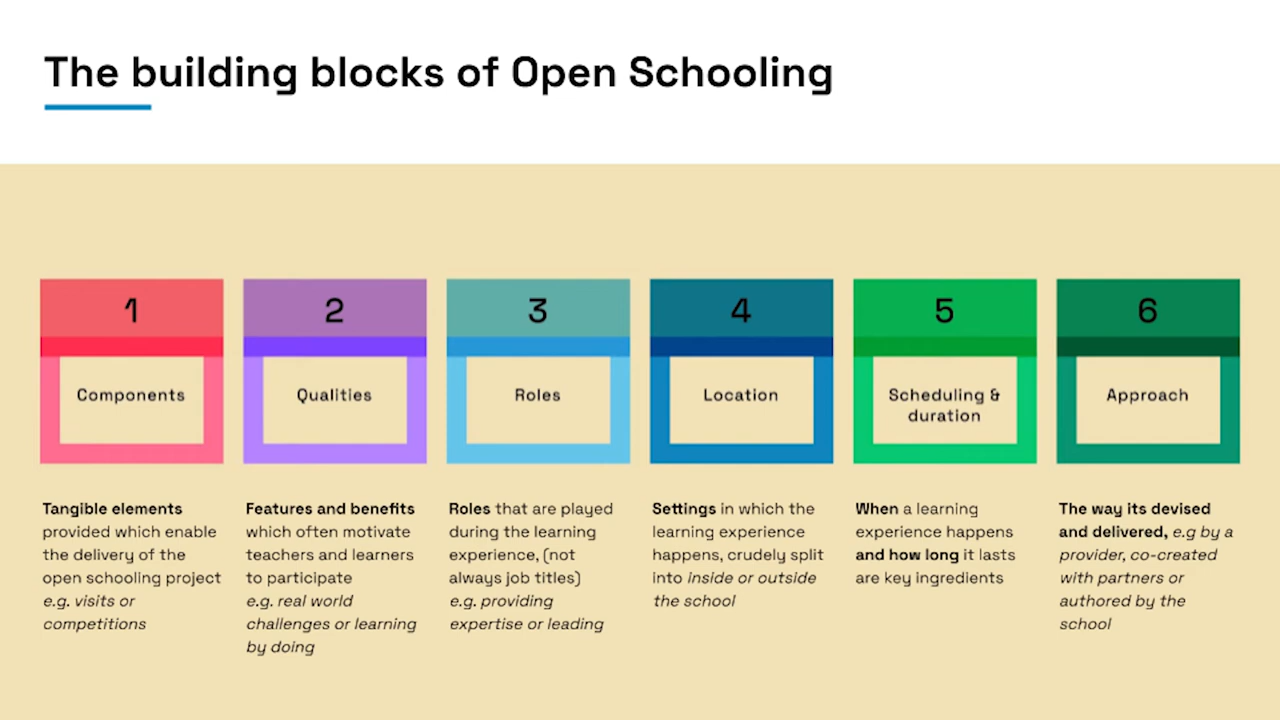 The building blocks of Open Schooling
1
Components
Tangible elements
provided which enable
the delivery of the
open schooling project
e.g. visits or
competitions
2
Qualities
Features and benefits
which often motivate
teachers and learners
to participate
e.g. real world
challenges or learning
by doing
3
Roles
Roles that are played
during the learning
experience, (not
always job titles)
e.g. providing
expertise or leading
4
Location
Settings in which the
learning experience
happens, crudely split
into inside or outside
the school
5
Scheduling &
duration
When a learning
experience happens
and how long it lasts
are key ingredients
6
Approach
The way its devised
and delivered, e.g by a
provider, co-created
with partners or
authored by the
school